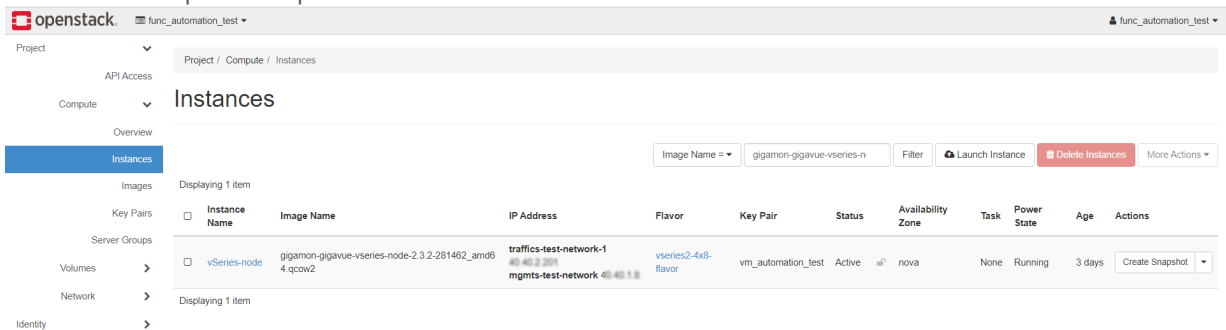 openstack. func_automation_test
func_automation_test
Project
API Access
Compute
Overview
Instances
Images
Key Pairs
Server Groups
Volumes
Network
Identity
Project / Compute / Instances
Instances
Image Name = gigamon-gigavue-vseries-n Filter Launch Instance Delete Instances More Actions
Displaying 1 item
Instance Name Image Name IP Address Flavor Key Pair Status Availability Zone Task Power State Age Actions
vSeries-node gigamon-gigavue-vseries-node-2.3.2-281462_amd6 traffics-test-network-1 vseries2-4x8- vm_automation_test Active nova None Running 3 days Create Snapshot
4.qcow2 flavor
mgmts-test-network
Displaying 1 item